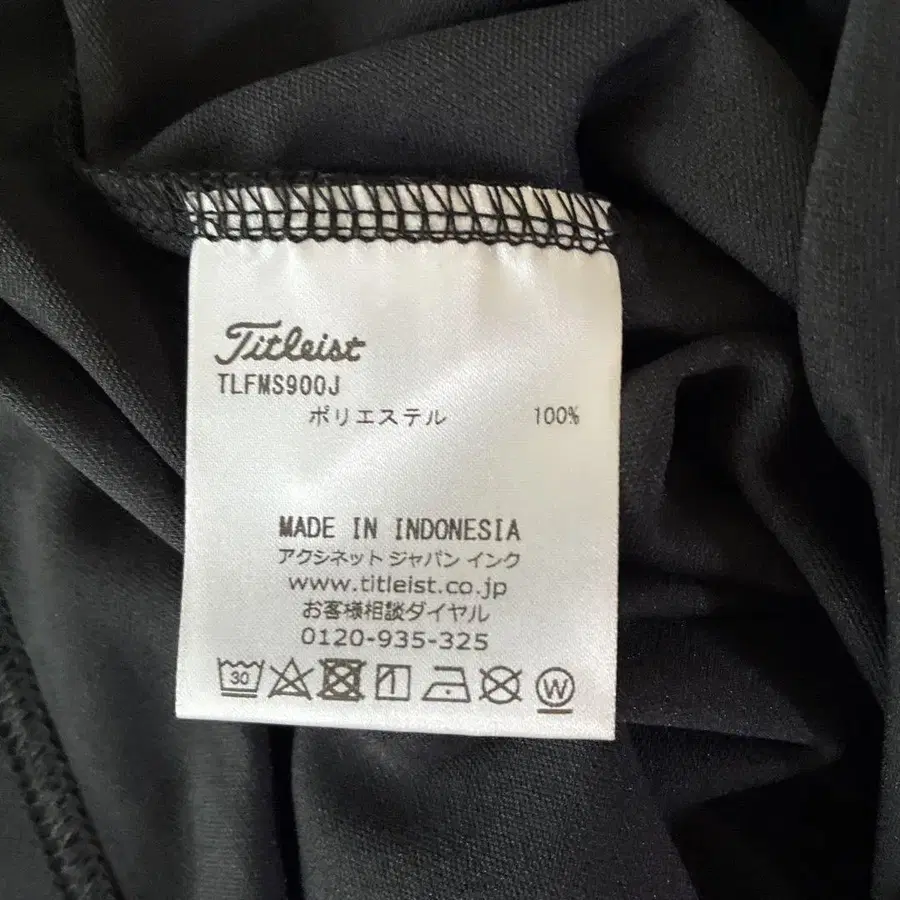 Titleist
TLFMS900J
ポリエステル 100%
MADE IN INDONESIA
アクシネット ジャパン インク
www.titleist.co.jp
お客様相談ダイヤル
0120-935-325
30 W